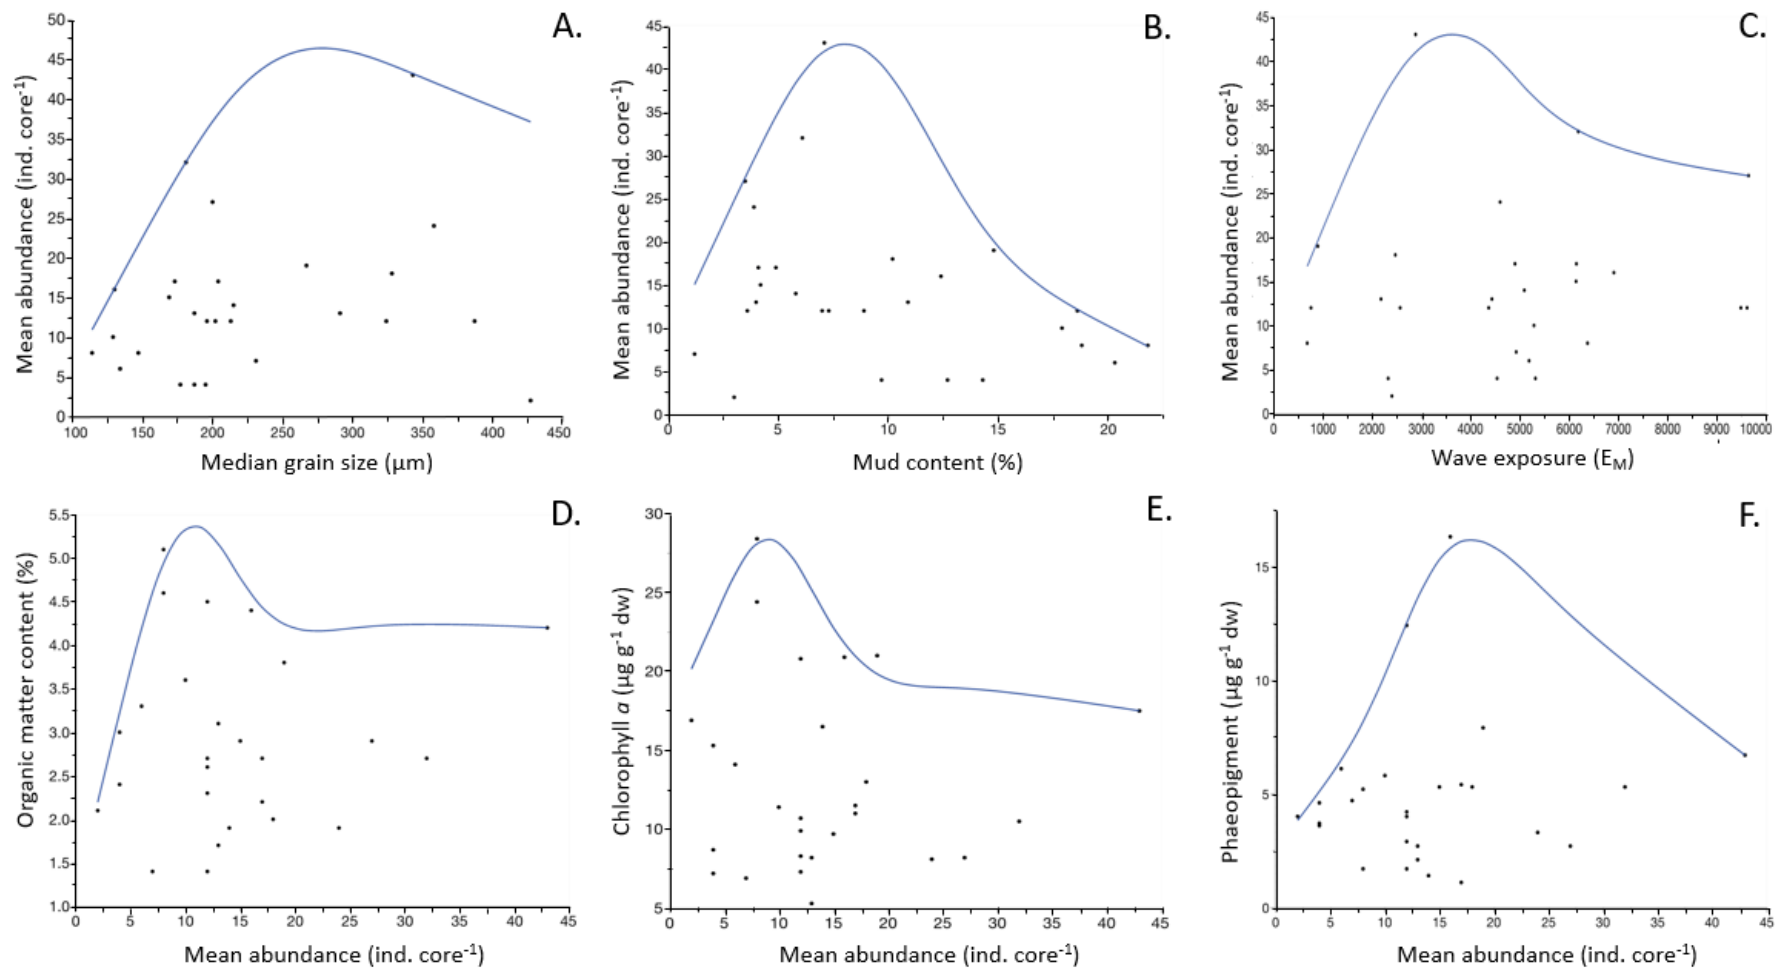 A.
50
45
40
35
30
25
20
15
10
5
0
Mean abundance (ind. core⁻¹)
100 150 200 250 300 350 400 450
Median grain size (µm)
B.
45
40
35
30
25
20
15
10
5
0
Mean abundance (ind. core⁻¹)
0 5 10 15 20
Mud content (%)
C.
45
40
35
30
25
20
15
10
5
0
Mean abundance (ind. core⁻¹)
0 1000 2000 3000 4000 5000 6000 7000 8000 9000 10000
Wave exposure (E_M)
D.
5.5
5.0
4.5
4.0
3.5
3.0
2.5
2.0
1.5
1.0
Organic matter content (%)
0 5 10 15 20 25 30 35 40 45
Mean abundance (ind. core⁻¹)
E.
30
25
20
15
10
5
Chlorophyll a (µg g⁻¹ dw)
0 5 10 15 20 25 30 35 40 45
Mean abundance (ind. core⁻¹)
F.
15
10
5
0
Phaeopigment (µg g⁻¹ dw)
0 5 10 15 20 25 30 35 40 45
Mean abundance (ind. core⁻¹)